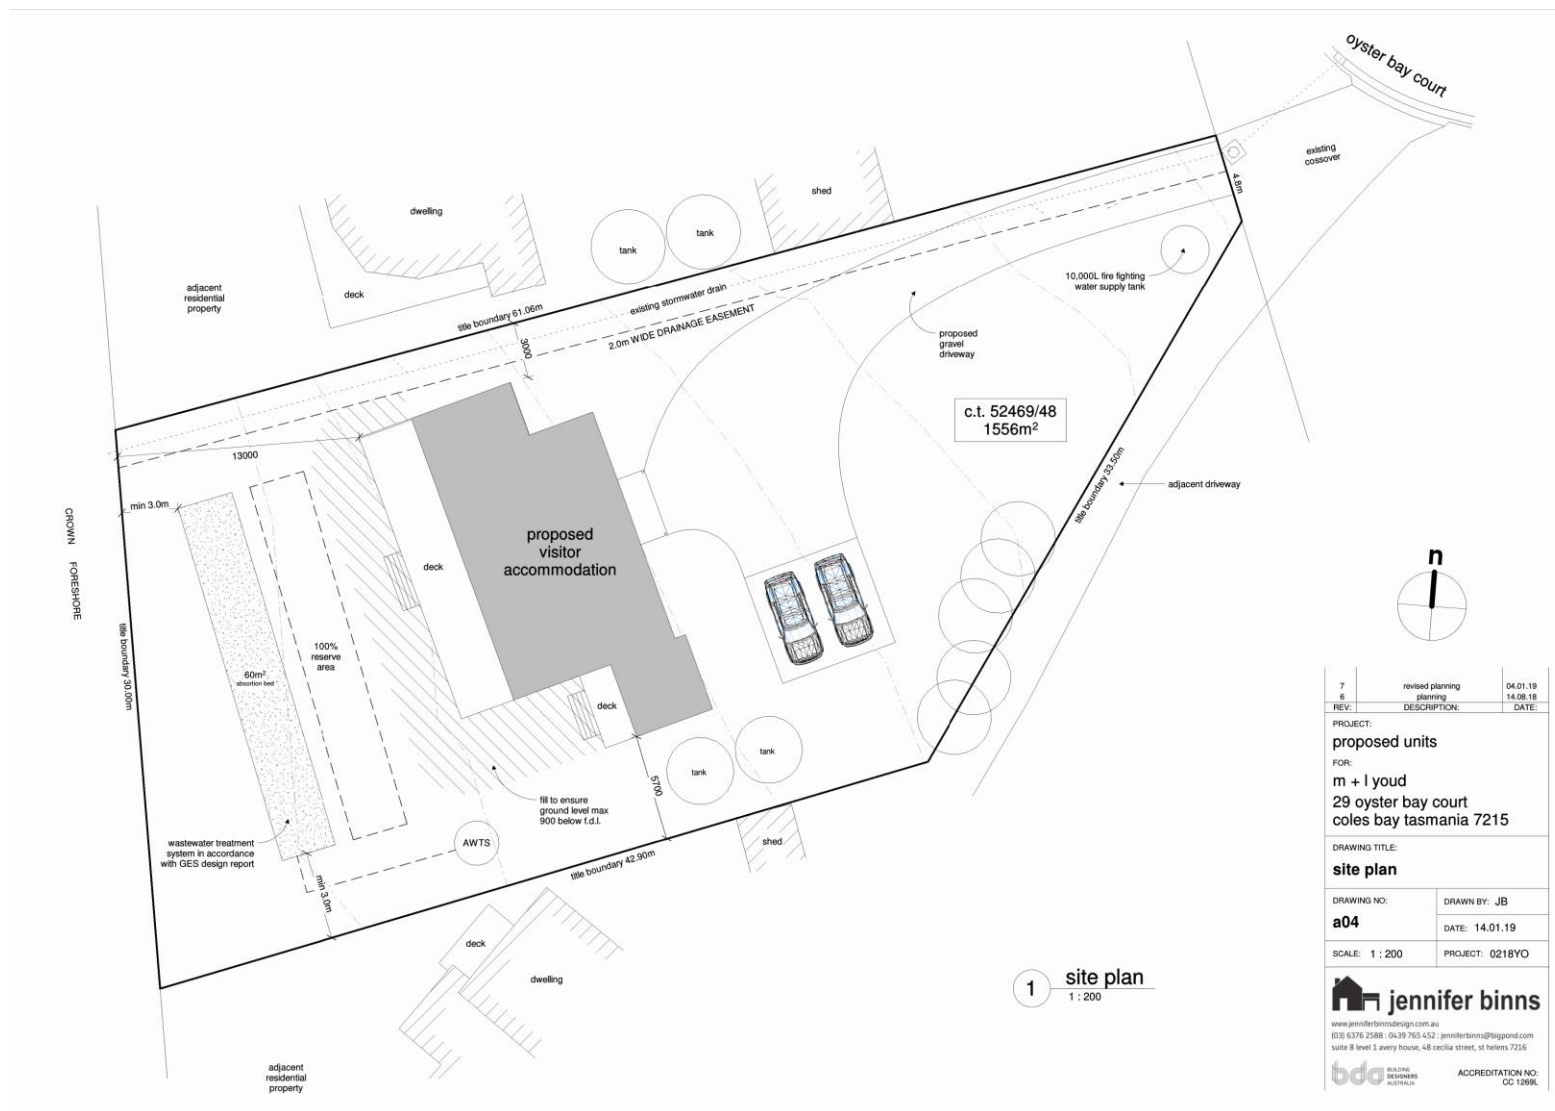 oyster bay court
existing
cossover
4.8m
shed
dwelling
tank
tank
adjacent
residential
property
deck
title boundary 61.06m
existing stormwater drain
2.0m WIDE DRAINAGE EASEMENT
3000
10,000L fire fighting
water supply tank
proposed
gravel
driveway
c.t. 52469/48
1556m²
title boundary 33.50m
adjacent driveway
13000
min 3.0m
CROWN FORESHORE
title boundary 30.00m
60m²
absortion bed
100%
reserve
area
deck
proposed
visitor
accommodation
deck
tank
tank
5700
fill to ensure
ground level max
900 below f.d.l.
AWTS
wastewater treatment
system in accordance
with GES design report
min 3.0m
title boundary 42.90m
shed
deck
dwelling
adjacent
residential
property
1
site plan
1 : 200
n
7 revised planning 04.01.19
6 planning 14.08.18
REV: DESCRIPTION: DATE:
PROJECT:
proposed units
FOR:
m + l youd
29 oyster bay court
coles bay tasmania 7215
DRAWING TITLE:
site plan
DRAWING NO:
a04
DRAWN BY: JB
DATE: 14.01.19
SCALE: 1 : 200
PROJECT: 0218YO
jennifer binns
www.jenniferbinnsdesign.com.au
(03) 6376 2588 : 0439 765 452 : jenniferbinns@bigpond.com
suite 8 level 1 avery house, 48 cecilia street, st helens 7216
bda
BUILDING
DESIGNERS
AUSTRALIA
ACCREDITATION NO:
CC 1269L